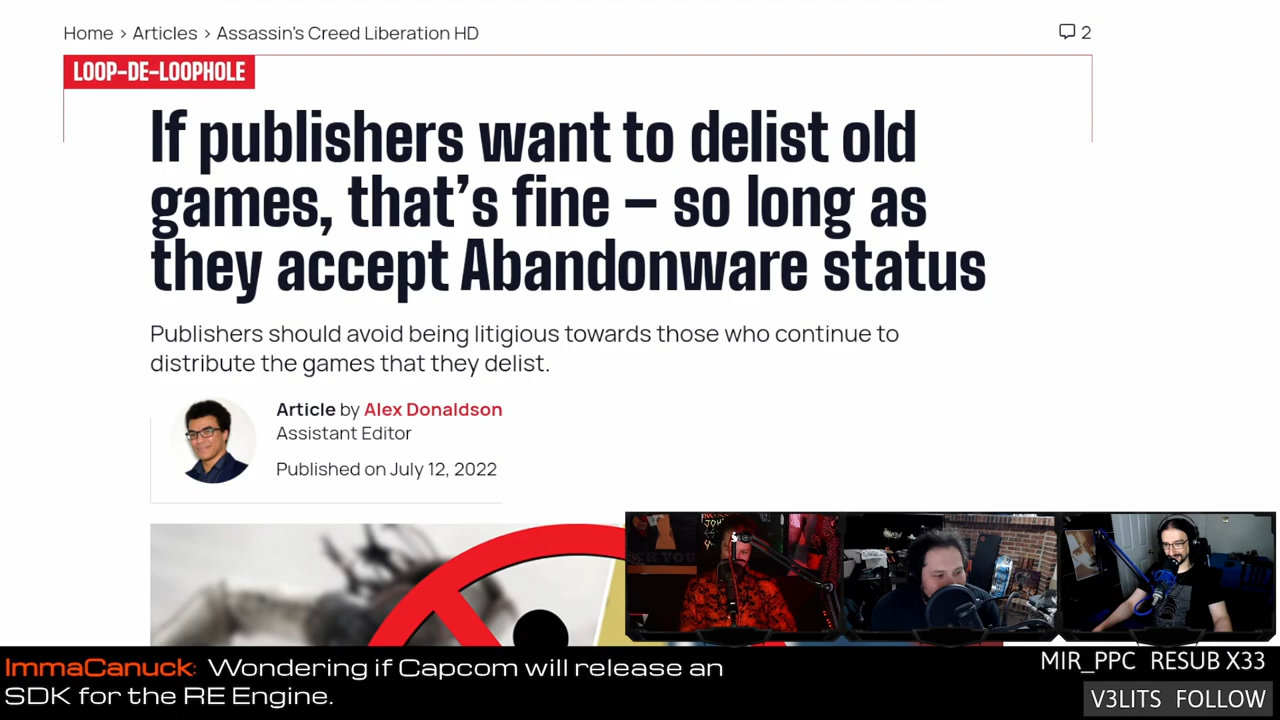 Home > Articles > Assassin's Creed Liberation HD
2
LOOP-DE-LOOPHOLE
If publishers want to delist old
games, that's fine – so long as
they accept Abandonware status
Publishers should avoid being litigious towards those who continue to
distribute the games that they delist.
Article by Alex Donaldson
Assistant Editor
Published on July 12, 2022
ImmaCanuck: Wondering if Capcom will release an
SDK for the RE Engine.
MIR_PPC RESUB X33
V3LITS FOLLOW